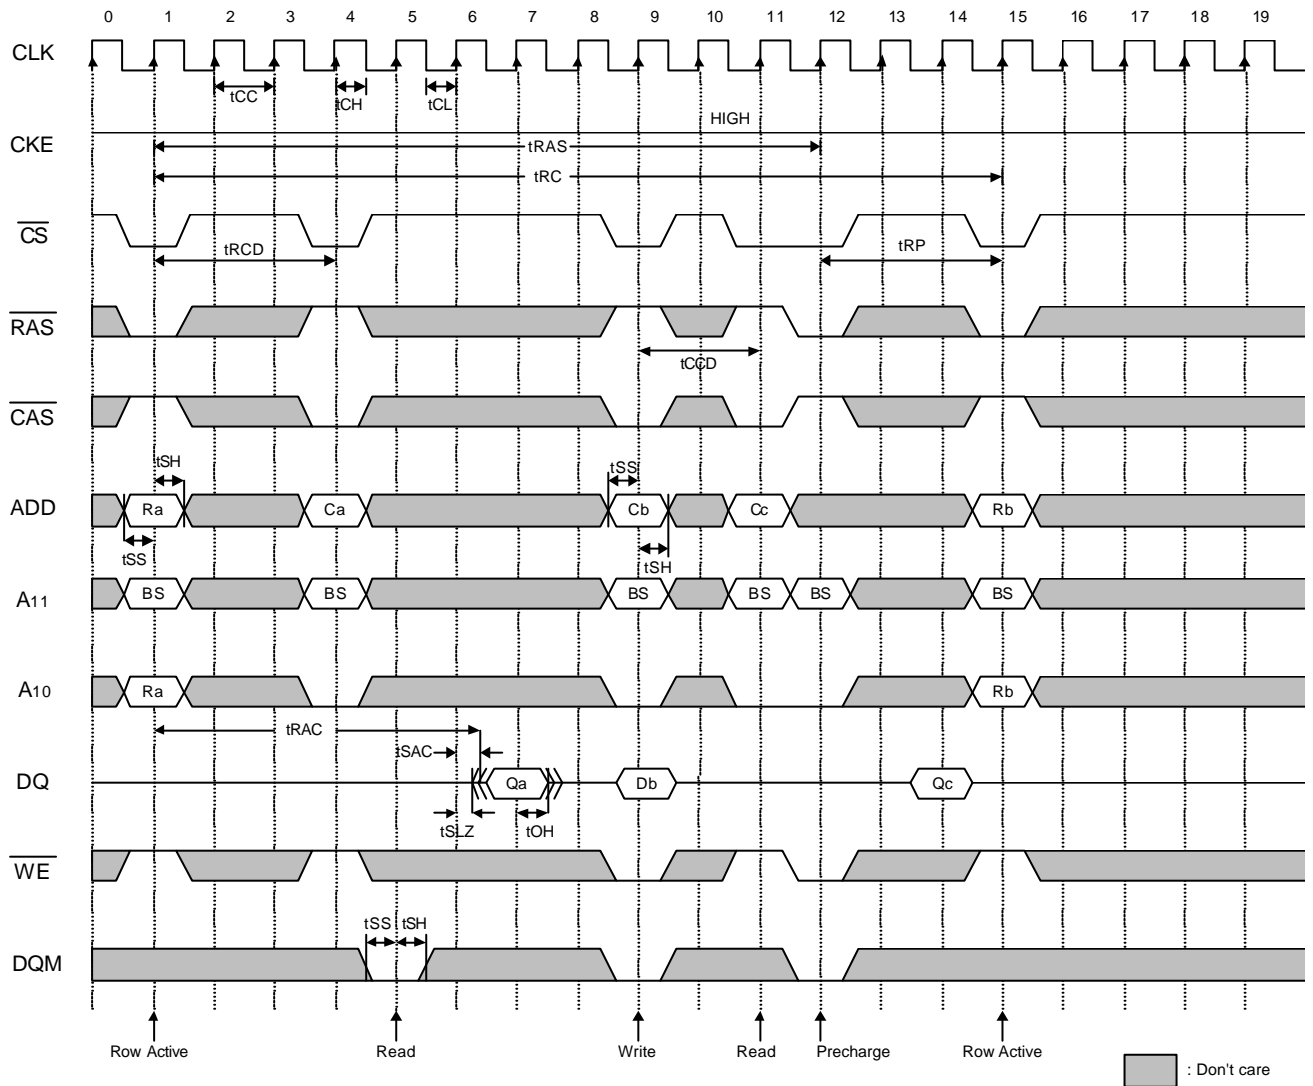 0 1 2 3 4 5 6 7 8 9 10 11 12 13 14 15 16 17 18 19
CLK
tCC tCH tCL
HIGH
CKE
tRAS
tRC
CS
tRCD tRP
RAS
tCCD
CAS
tSH tSS
ADD Ra Ca Cb Cc Rb
tSS tSH
A11 BS BS BS BS BS BS
A10 Ra Rb
tRAC
tSAC
DQ Qa Db Qc
tSLZ tOH
WE
tSS tSH
DQM
Row Active Read Write Read Precharge Row Active
: Don't care